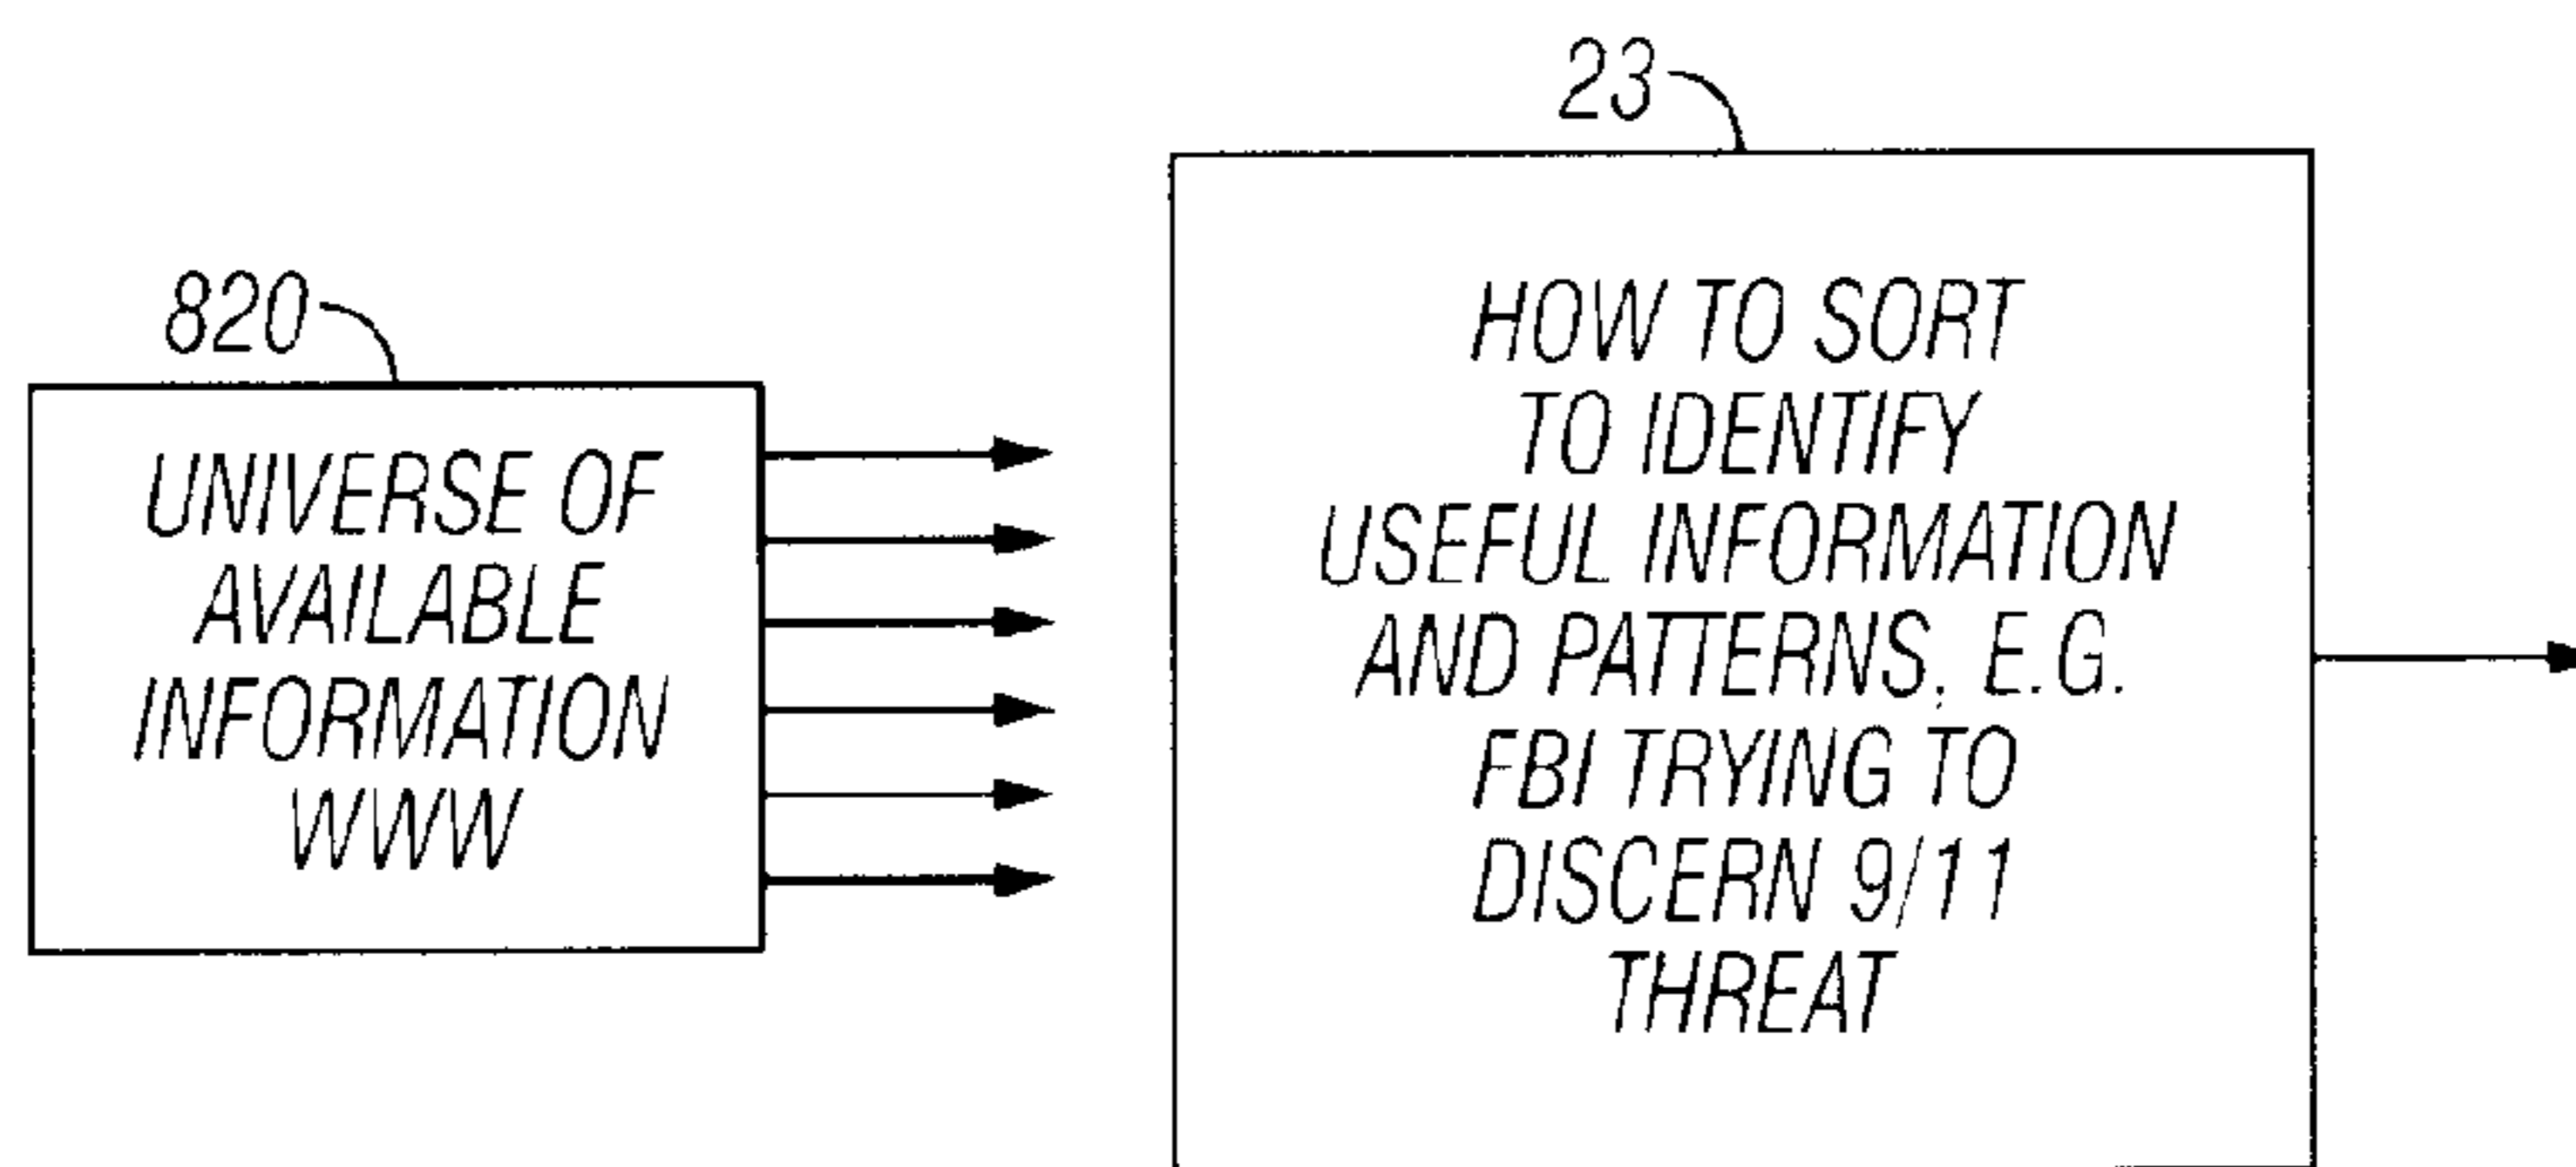 23
820
UNIVERSE OF
AVAILABLE
INFORMATION
WWW
HOW TO SORT
TO IDENTIFY
USEFUL INFORMATION
AND PATTERNS, E.G.
FBI TRYING TO
DISCERN 9/11
THREAT